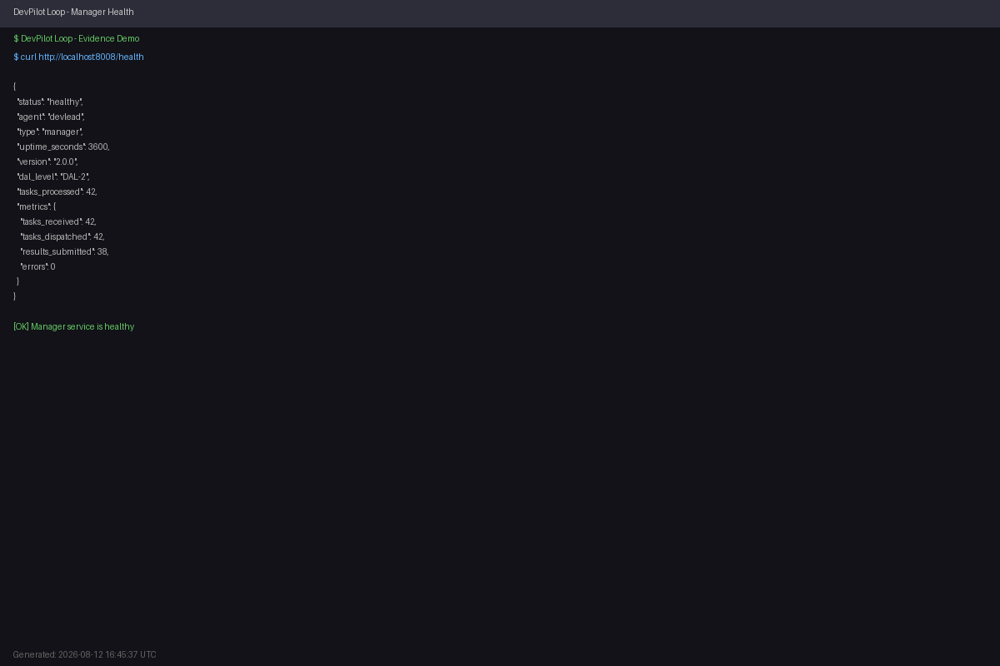 DevPilot Loop - Manager Health
$ DevPilot Loop - Evidence Demo
$ curl http://localhost:8008/health
{
"status": "healthy",
"agent": "devlead",
"type": "manager",
"uptime_seconds": 3600,
"version": "2.0.0",
"dal_level": "DAL-2",
"tasks_processed": 42,
"metrics": {
"tasks_received": 42,
"tasks_dispatched": 42,
"results_submitted": 38,
"errors": 0
}
}
[OK] Manager service is healthy
Generated: 2026-08-12 16:45:37 UTC